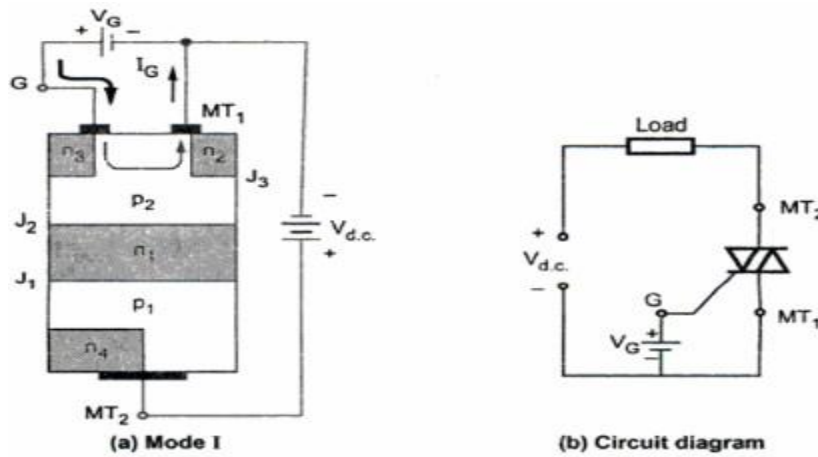 + V_G −
G
I_G
MT₁
n₃
n₂
J₃
p₂
J₂
n₁
J₁
p₁
n₄
MT₂
−
V_d.c.
+
(a) Mode I
Load
MT₂
+
V_d.c.
−
G
MT₁
V_G
+
−
(b) Circuit diagram